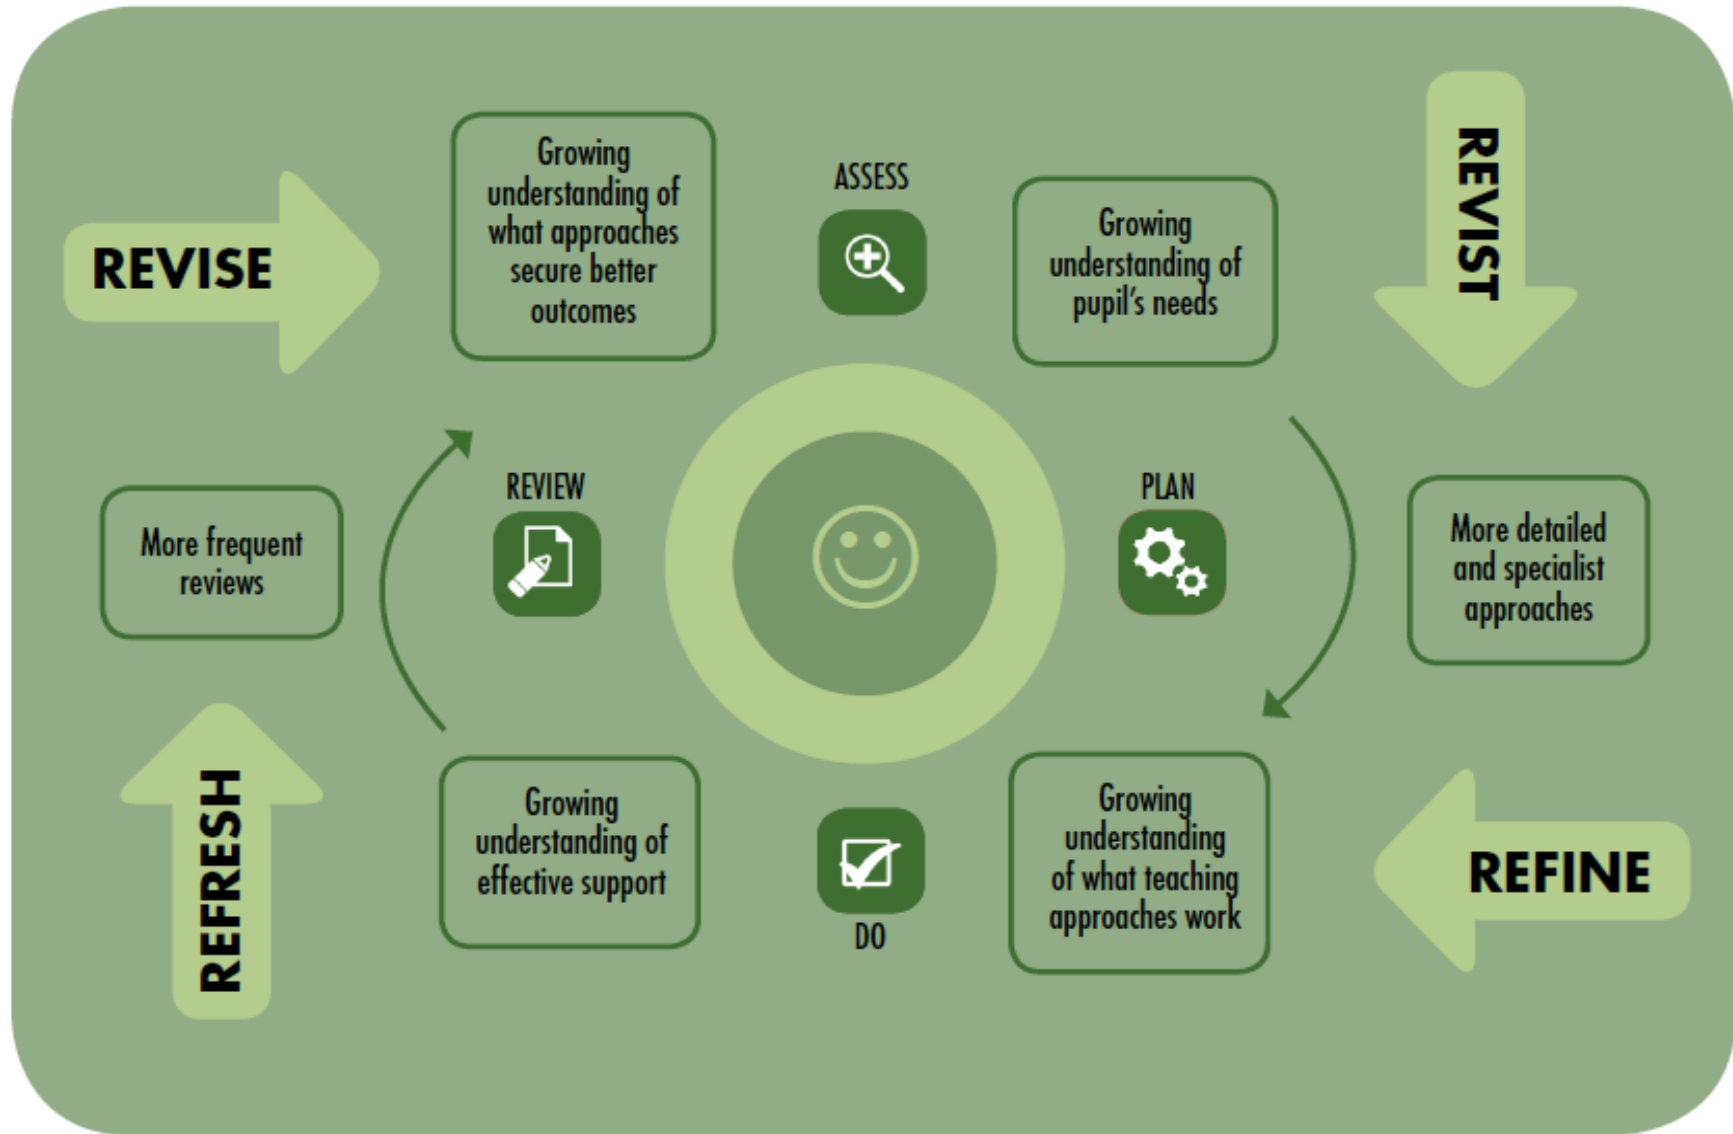 REVISE
Growing
understanding of
what approaches
secure better
outcomes
ASSESS
Growing
understanding of
pupil's needs
REVIST
More frequent
reviews
REVIEW
PLAN
More detailed
and specialist
approaches
REFRESH
Growing
understanding of
effective support
DO
Growing
understanding
of what teaching
approaches work
REFINE